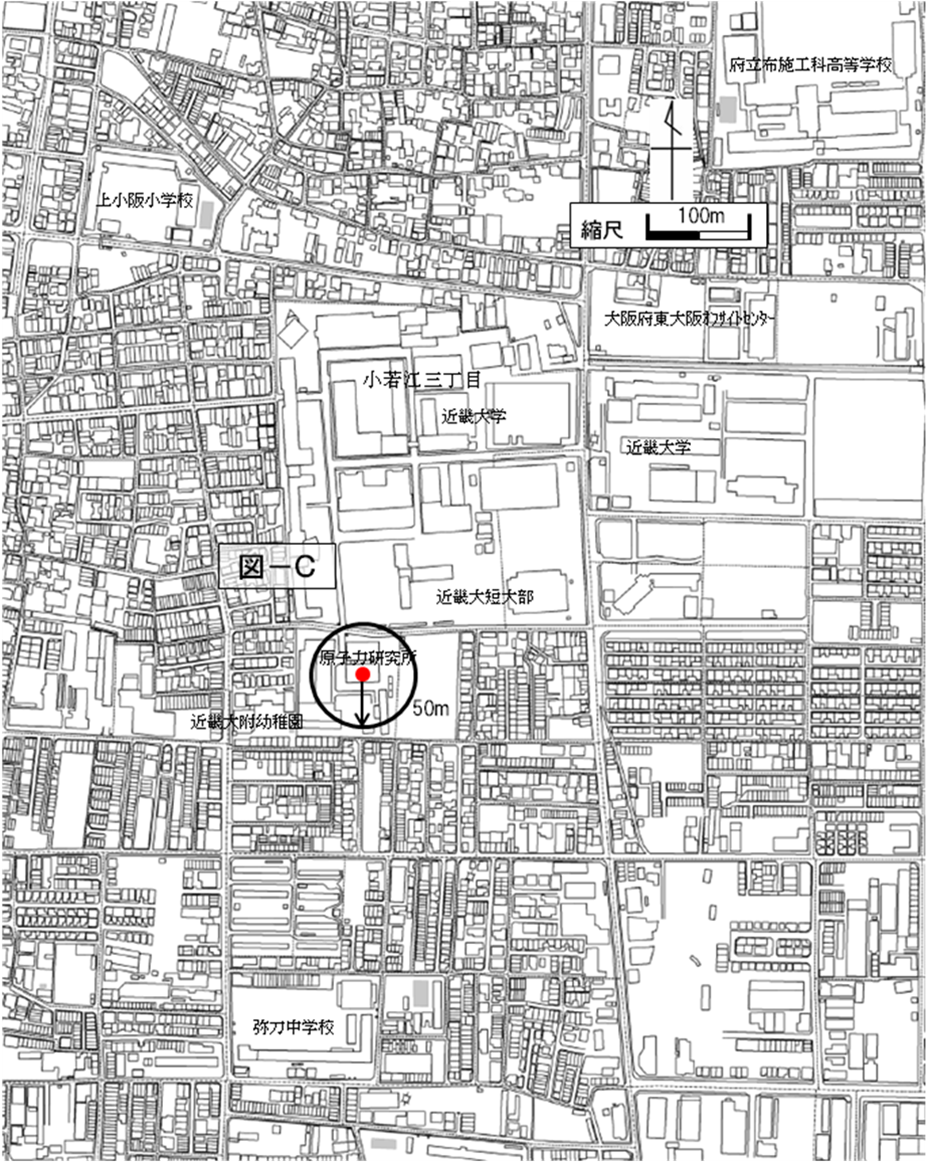 府立布施工科高等学校
上小阪小学校
100m
縮尺
大阪府東大阪ｵﾌｻｲﾄｾﾝﾀｰ
小若江三丁目
近畿大学
近畿大学
図－C
近畿大短大部
原子力研究所
50m
近畿大附幼稚園
弥刀中学校